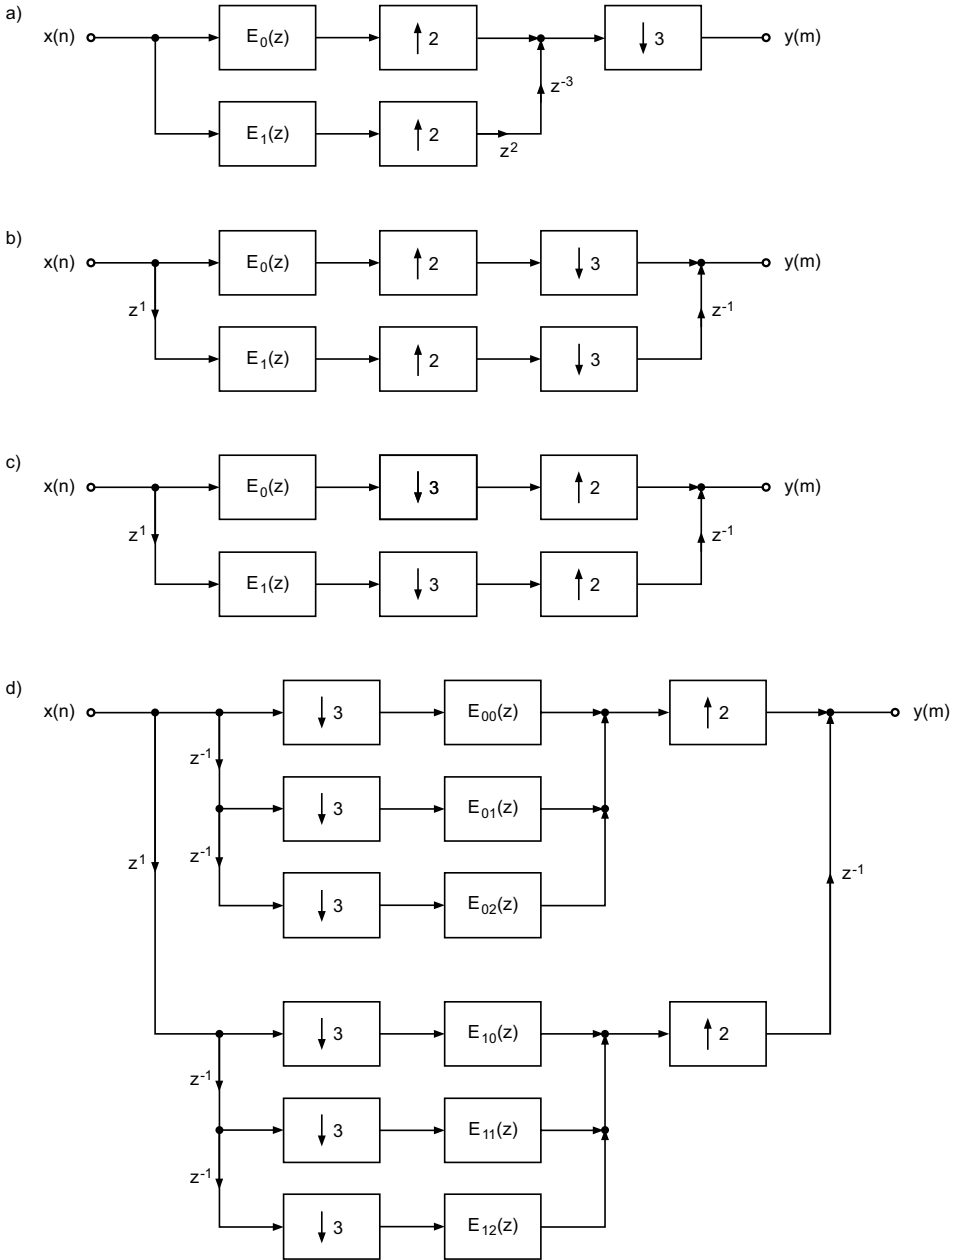 a)
x(n) E₀(z) 2 3 y(m)
z⁻³
E₁(z) 2 z²
b)
x(n) E₀(z) 2 3 y(m)
z¹ z⁻¹
E₁(z) 2 3
c)
x(n) E₀(z) 3 2 y(m)
z¹ z⁻¹
E₁(z) 3 2
d)
x(n) 3 E₀₀(z) 2 y(m)
z⁻¹
3 E₀₁(z)
z¹ z⁻¹ z⁻¹
3 E₀₂(z)
3 E₁₀(z) 2
z⁻¹
3 E₁₁(z)
z⁻¹
3 E₁₂(z)